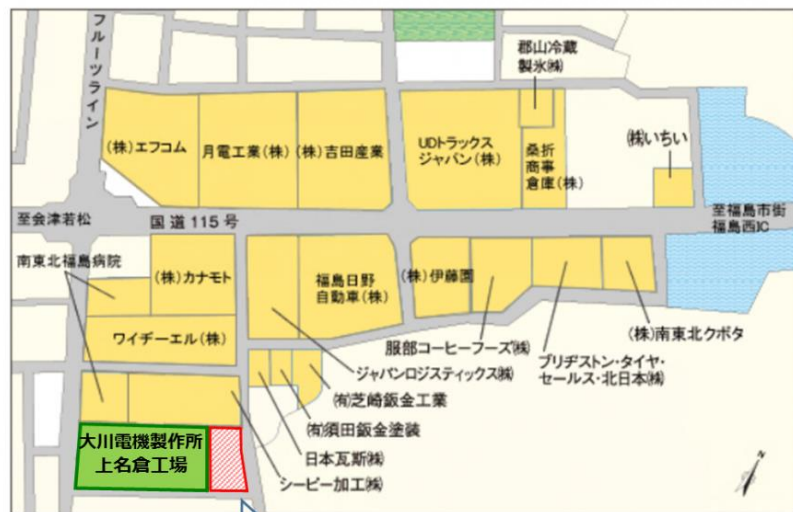 フルーツライン
郡山冷蔵
製氷㈱
(株)エフコム
月電工業(株)
(株)吉田産業
UDトラックス
ジャパン(株)
桑折
商事
倉庫(株)
㈱いちい
至会津若松
国道115号
至福島市街
福島西IC
南東北福島病院
(株)カナモト
福島日野
自動車(株)
(株)伊藤園
ワイヂーエル(株)
服部コーヒーフーズ㈱
(株)南東北クボタ
ブリヂストン・タイヤ・
セールス・北日本㈱
ジャパンロジスティックス㈱
㈲芝崎鈑金工業
㈲須田鈑金塗装
日本瓦斯㈱
シービー加工㈱
大川電機製作所
上名倉工場
N